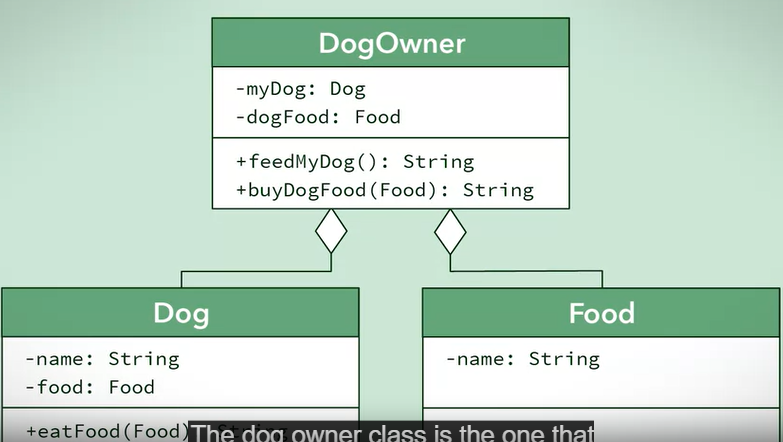 DogOwner
-myDog: Dog
-dogFood: Food
+feedMyDog(): String
+buyDogFood(Food): String
Dog
-name: String
-food: Food
+eatFood(Food)
Food
-name: String
The dog owner class is the one that